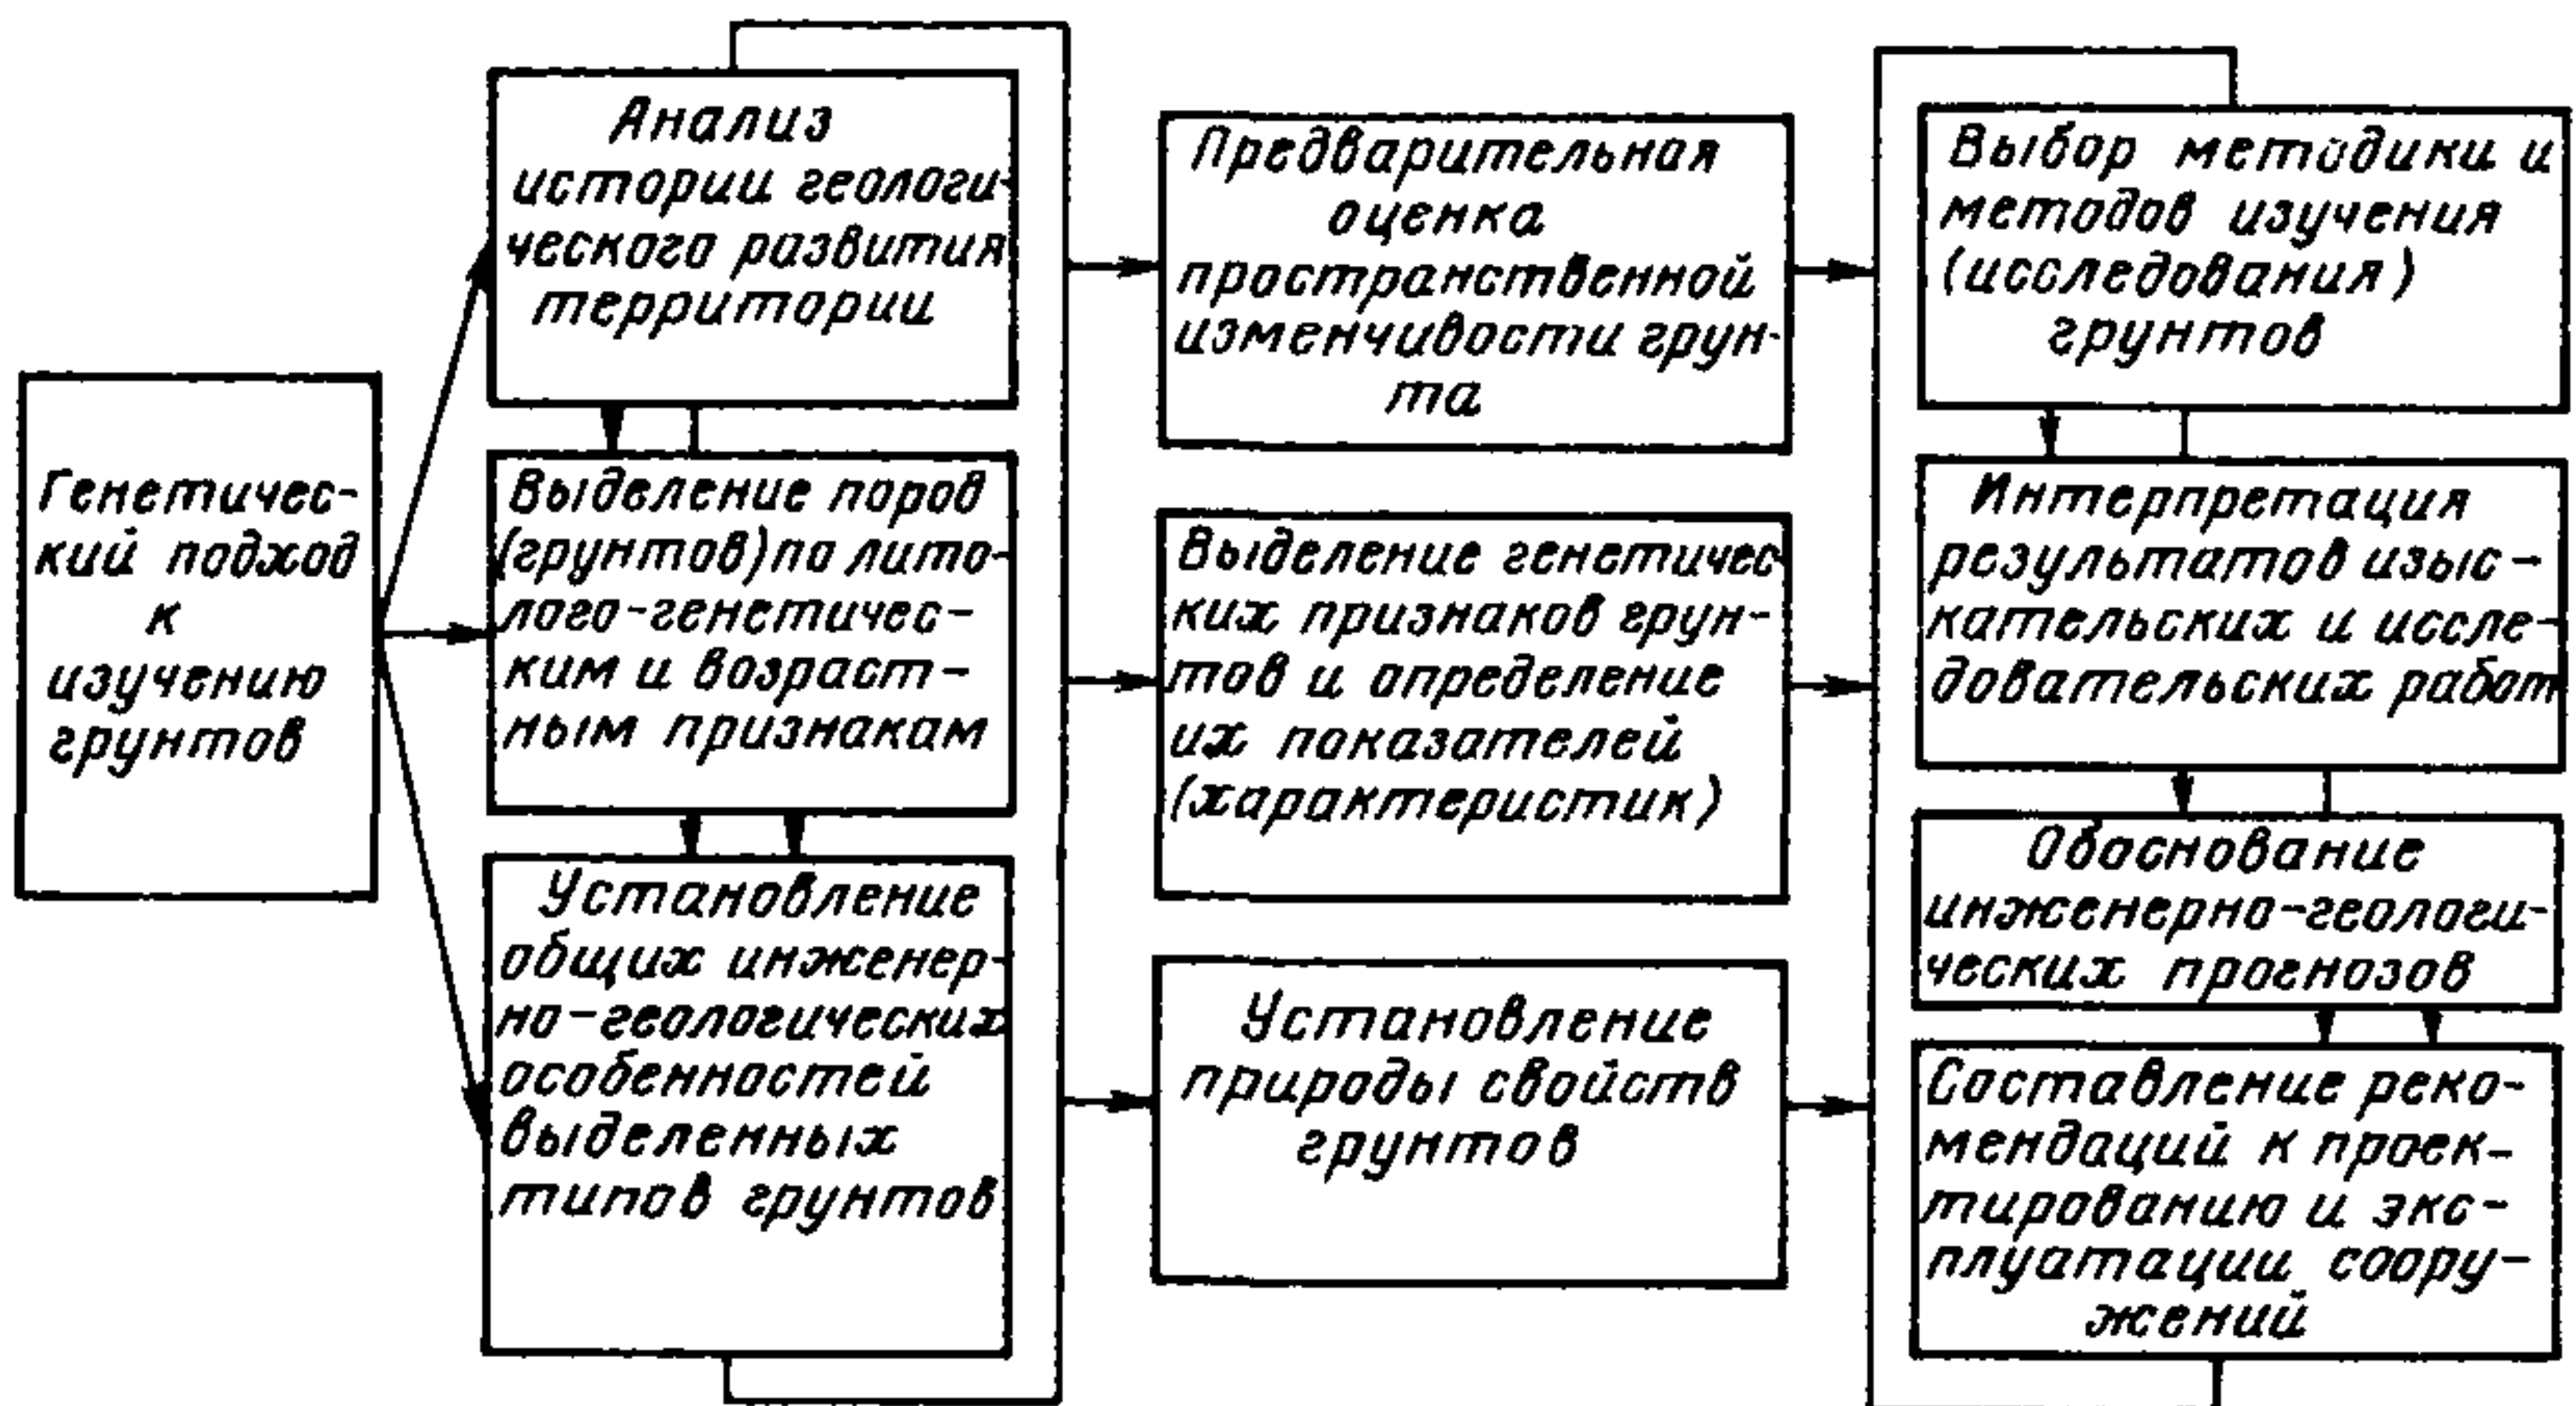 Генетичес-
кий подход
к
изучению
грунтов
Анализ
истории геологи-
ческого развития
территории
Выделение пород
(грунтов) по лито-
лого-генетичес-
ким и возраст-
ным признакам
Установление
общих инженер-
но-геологических
особенностей
выделенных
типов грунтов
Предварительная
оценка
пространственной
изменчивости грун-
та
Выделение генетичес-
ких признаков грун-
тов и определение
их показателей
(характеристик)
Установление
природы свойств
грунтов
Выбор методики и
методов изучения
(исследования)
грунтов
Интерпретация
результатов изыс-
кательских и иссле-
довательских работ
Обоснование
инженерно-геологи-
ческих прогнозов
Составление реко-
мендаций к проек-
тированию и экс-
плуатации соору-
жений